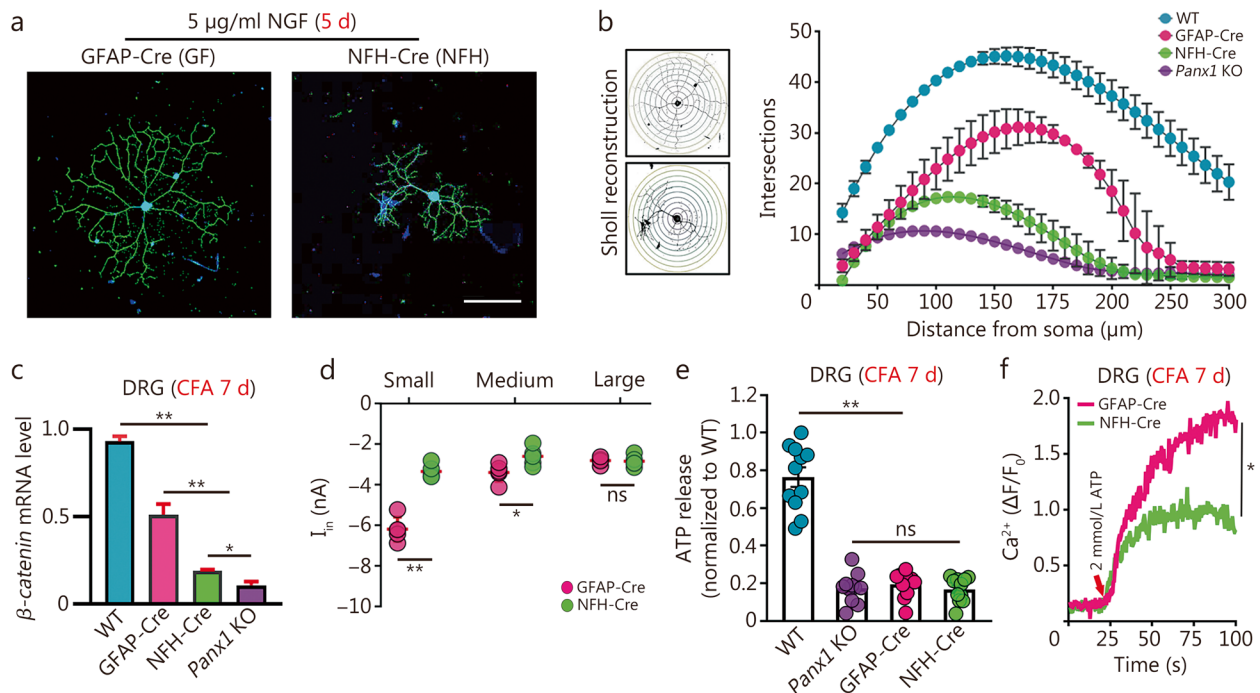 a
5 µg/ml NGF (5 d)
GFAP-Cre (GF)
NFH-Cre (NFH)
b
Sholl reconstruction
Intersections
50
40
30
20
10
0
50
100
150
175
200
250
300
Distance from soma (µm)
WT
GFAP-Cre
NFH-Cre
Panx1 KO
c
DRG (CFA 7 d)
β-catenin mRNA level
1.0
0.5
0
**
**
*
WT
GFAP-Cre
NFH-Cre
Panx1 KO
d
Small
Medium
Large
I_in (nA)
0
−2
−4
−6
−8
−10
**
*
ns
GFAP-Cre
NFH-Cre
e
DRG (CFA 7 d)
ATP release
(normalized to WT)
1.2
1.0
0.8
0.6
0.4
0.2
0
**
ns
WT
Panx1 KO
GFAP-Cre
NFH-Cre
f
DRG (CFA 7 d)
GFAP-Cre
NFH-Cre
Ca²⁺ (ΔF/F₀)
2.0
1.5
1.0
0.5
0
2 mmol/L ATP
*
0
25
50
75
100
Time (s)